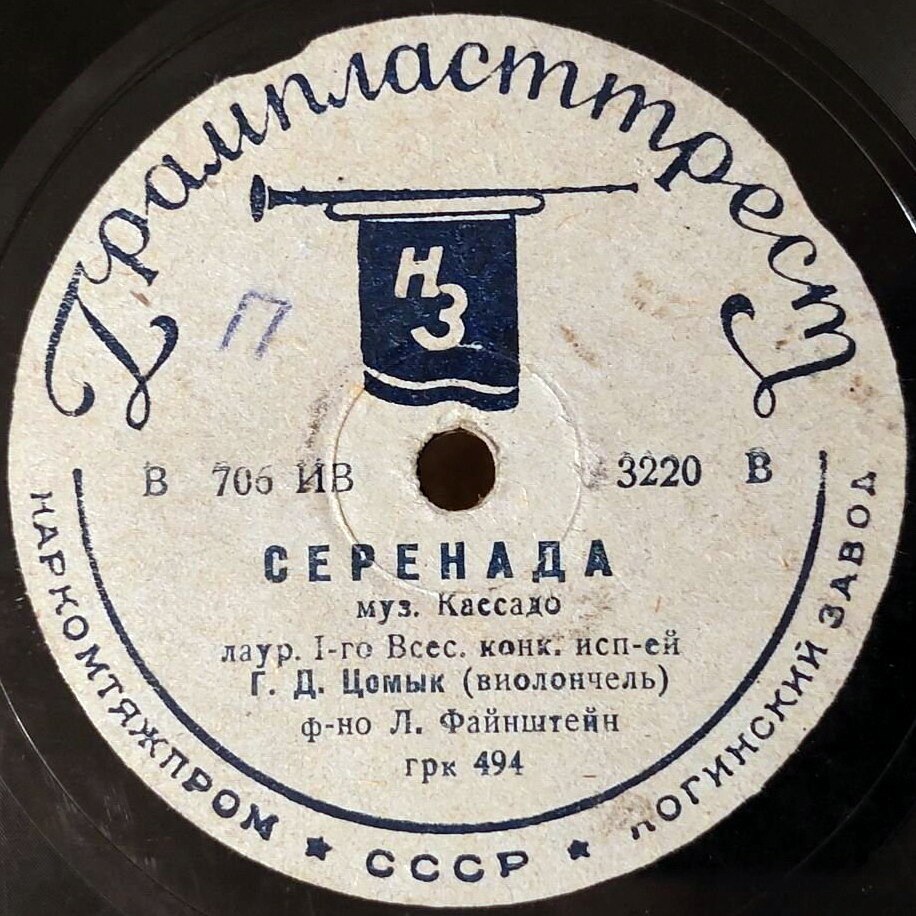 Грампласттрест
НЗ
П
В 706 ИВ 3220 В
СЕРЕНАДА
муз. Кассадо
лаур. I-го Всес. конк. исп-ей
Г. Д. Цомык (виолончель)
ф-но Л. Файнштейн
грк 494
НАРКОМТЯЖПРОМ ★ СССР ★ НОГИНСКИЙ ЗАВОД